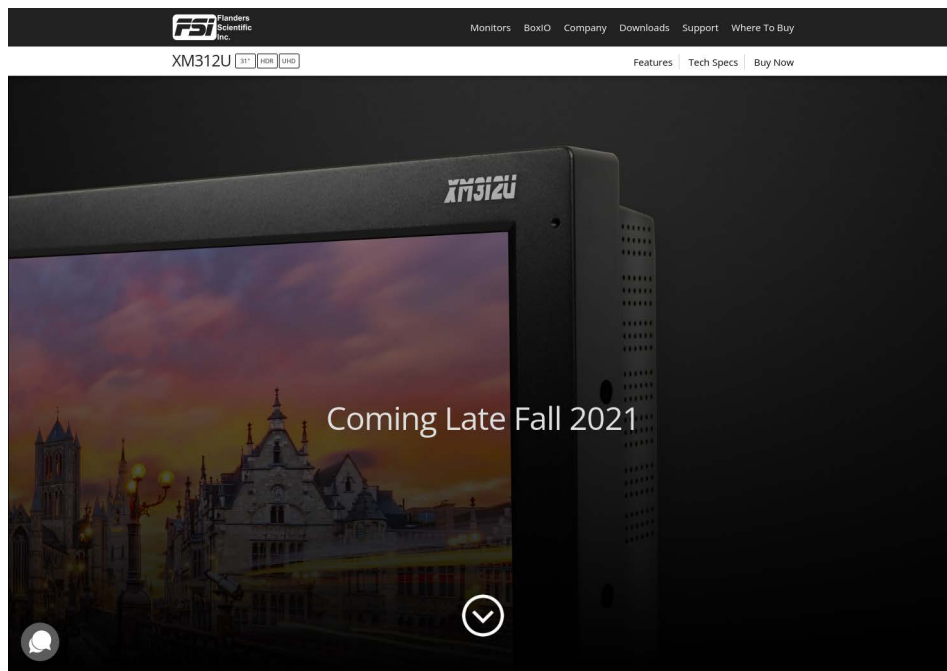 FSI Flanders
Scientific
Inc.
Monitors BoxIO Company Downloads Support Where To Buy
XM312U 31" HDR UHD
Features Tech Specs Buy Now
XM312U
Coming Late Fall 2021